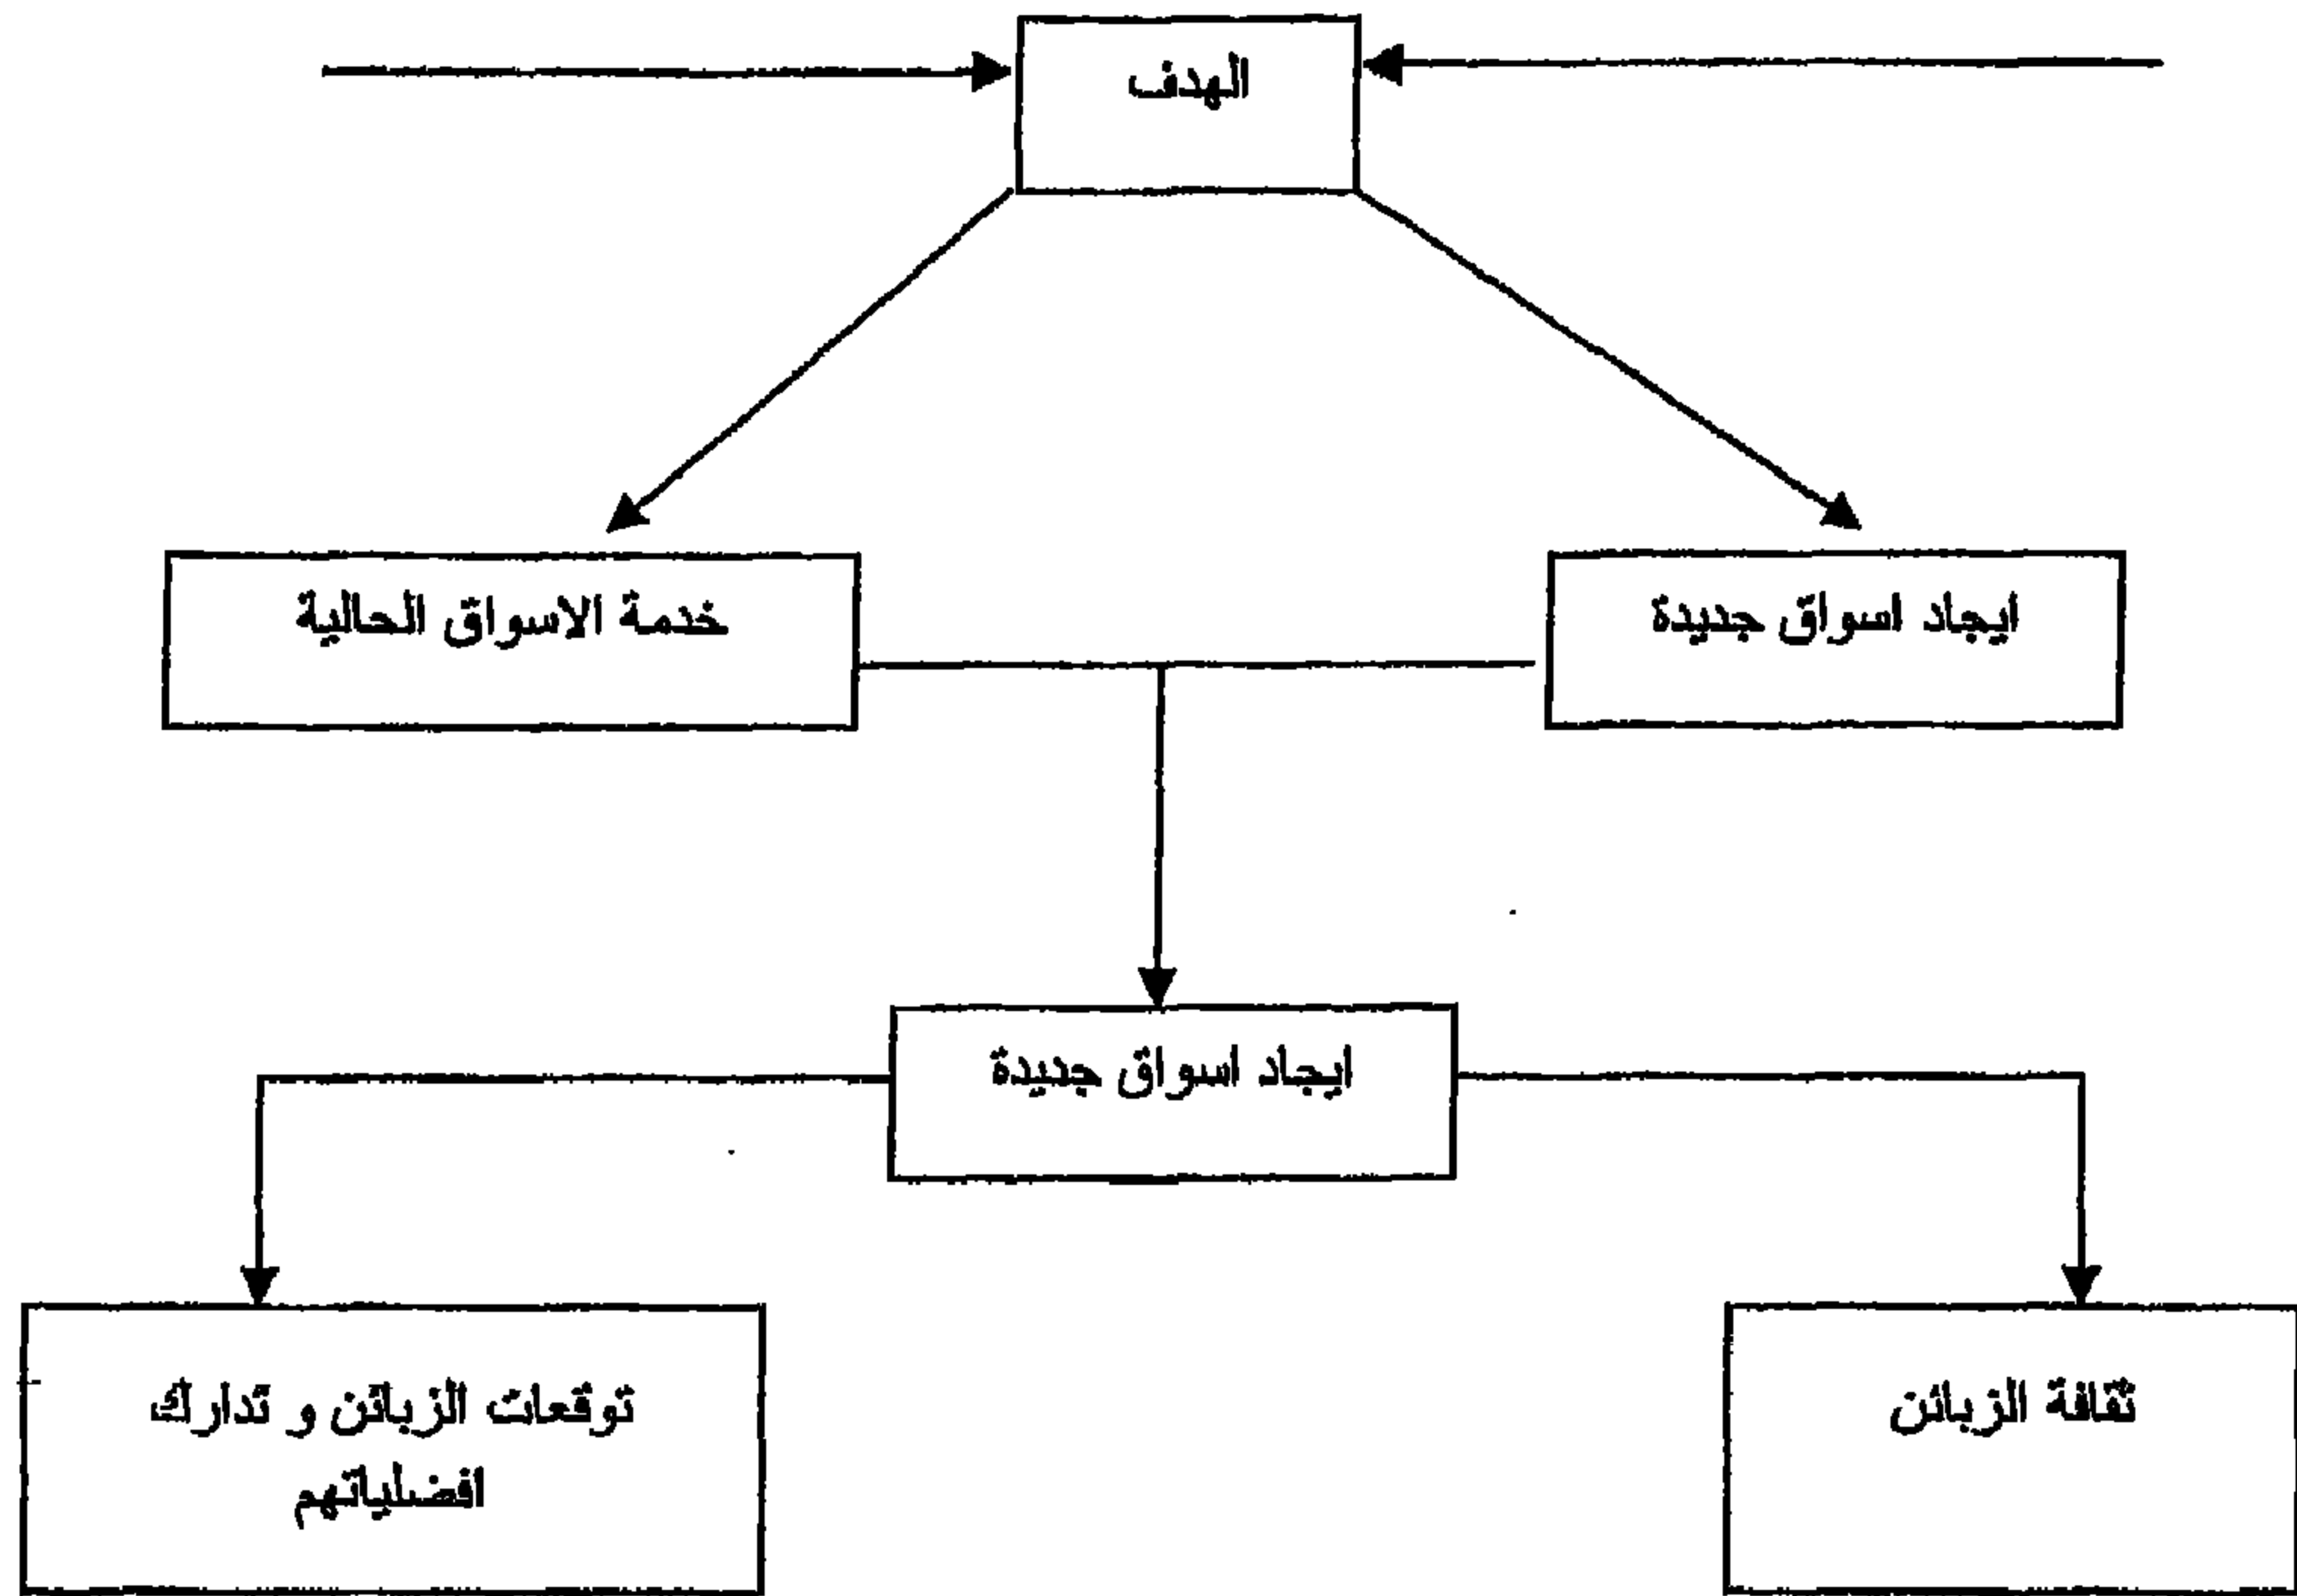 الهدف
ايجاد اسواق جديدة
خدمة الاسواق الحالية
ايجاد اسواق جديدة
ثقافة الزبائن
توقعات الزبائن و تدارك
افضلياتهم